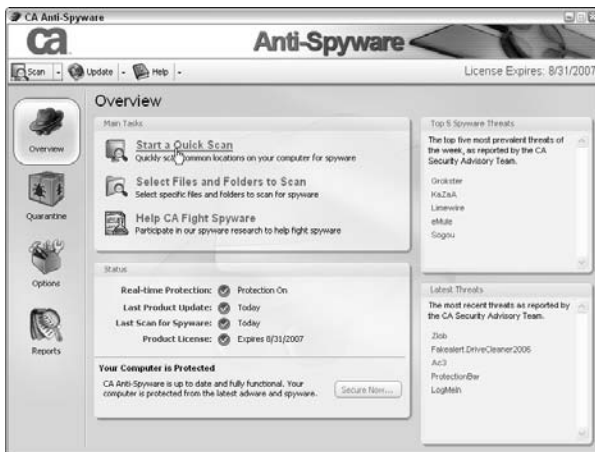 CA Anti-Spyware
ca
Anti-Spyware
Scan
Update
Help
License Expires: 8/31/2007
Overview
Quarantine
Options
Reports
Overview
Main Tasks
Start a Quick Scan
Quickly scan common locations on your computer for spyware
Select Files and Folders to Scan
Select specific files and folders to scan for spyware
Help CA Fight Spyware
Participate in our spyware research to help fight spyware
Status
Real-time Protection: Protection On
Last Product Update: Today
Last Scan for Spyware: Today
Product License: Expires 8/31/2007
Your Computer is Protected
CA Anti-Spyware is up to date and fully functional. Your
computer is protected from the latest adware and spyware.
Secure Now...
Top 5 Spyware Threats
The top five most prevalent threats of
the week, as reported by the CA
Security Advisory Team.
Grokster
KaZaA
Limewire
eMule
Sogou
Latest Threats
The most recent threats as reported by
the CA Security Advisory Team.
Zlob
Fakealert.DriveCleaner2006
Ac3
ProtectionBar
LogMein